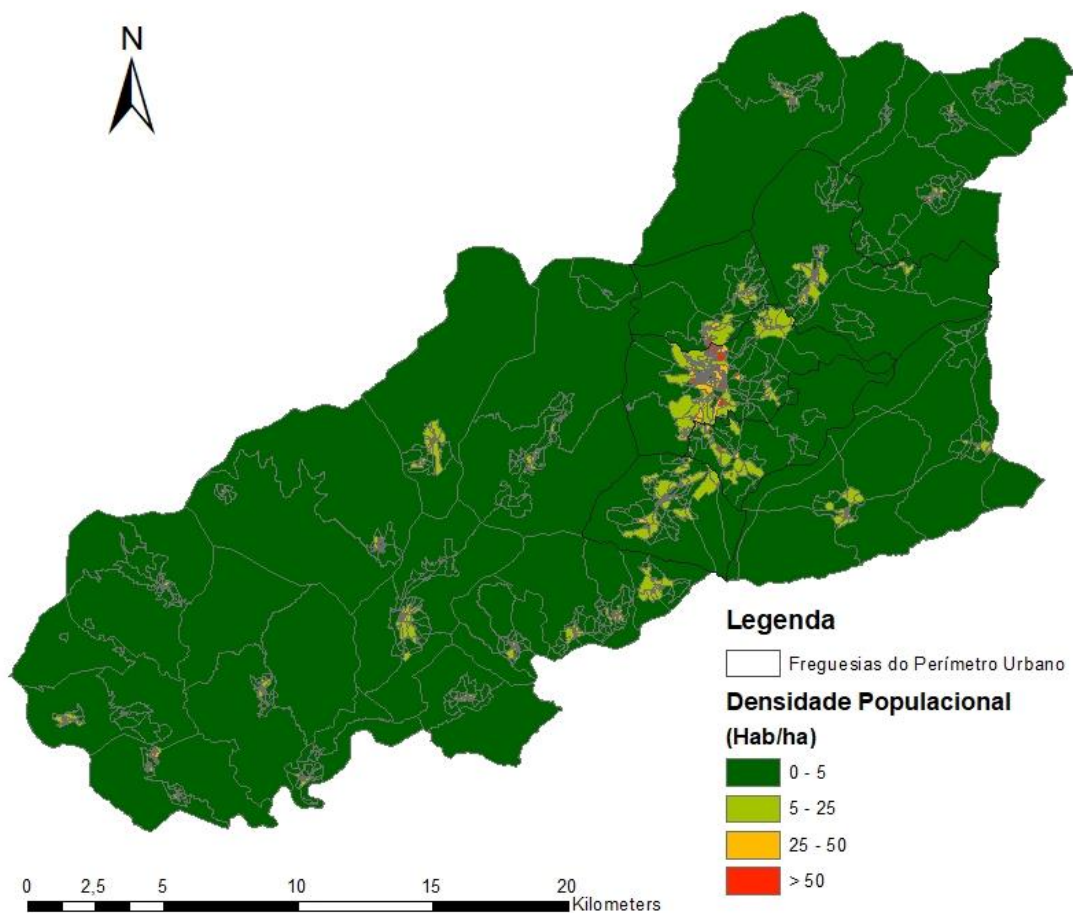 N
Legenda
Freguesias do Perímetro Urbano
Densidade Populacional
(Hab/ha)
0 - 5
5 - 25
25 - 50
> 50
0 2,5 5 10 15 20
Kilometers